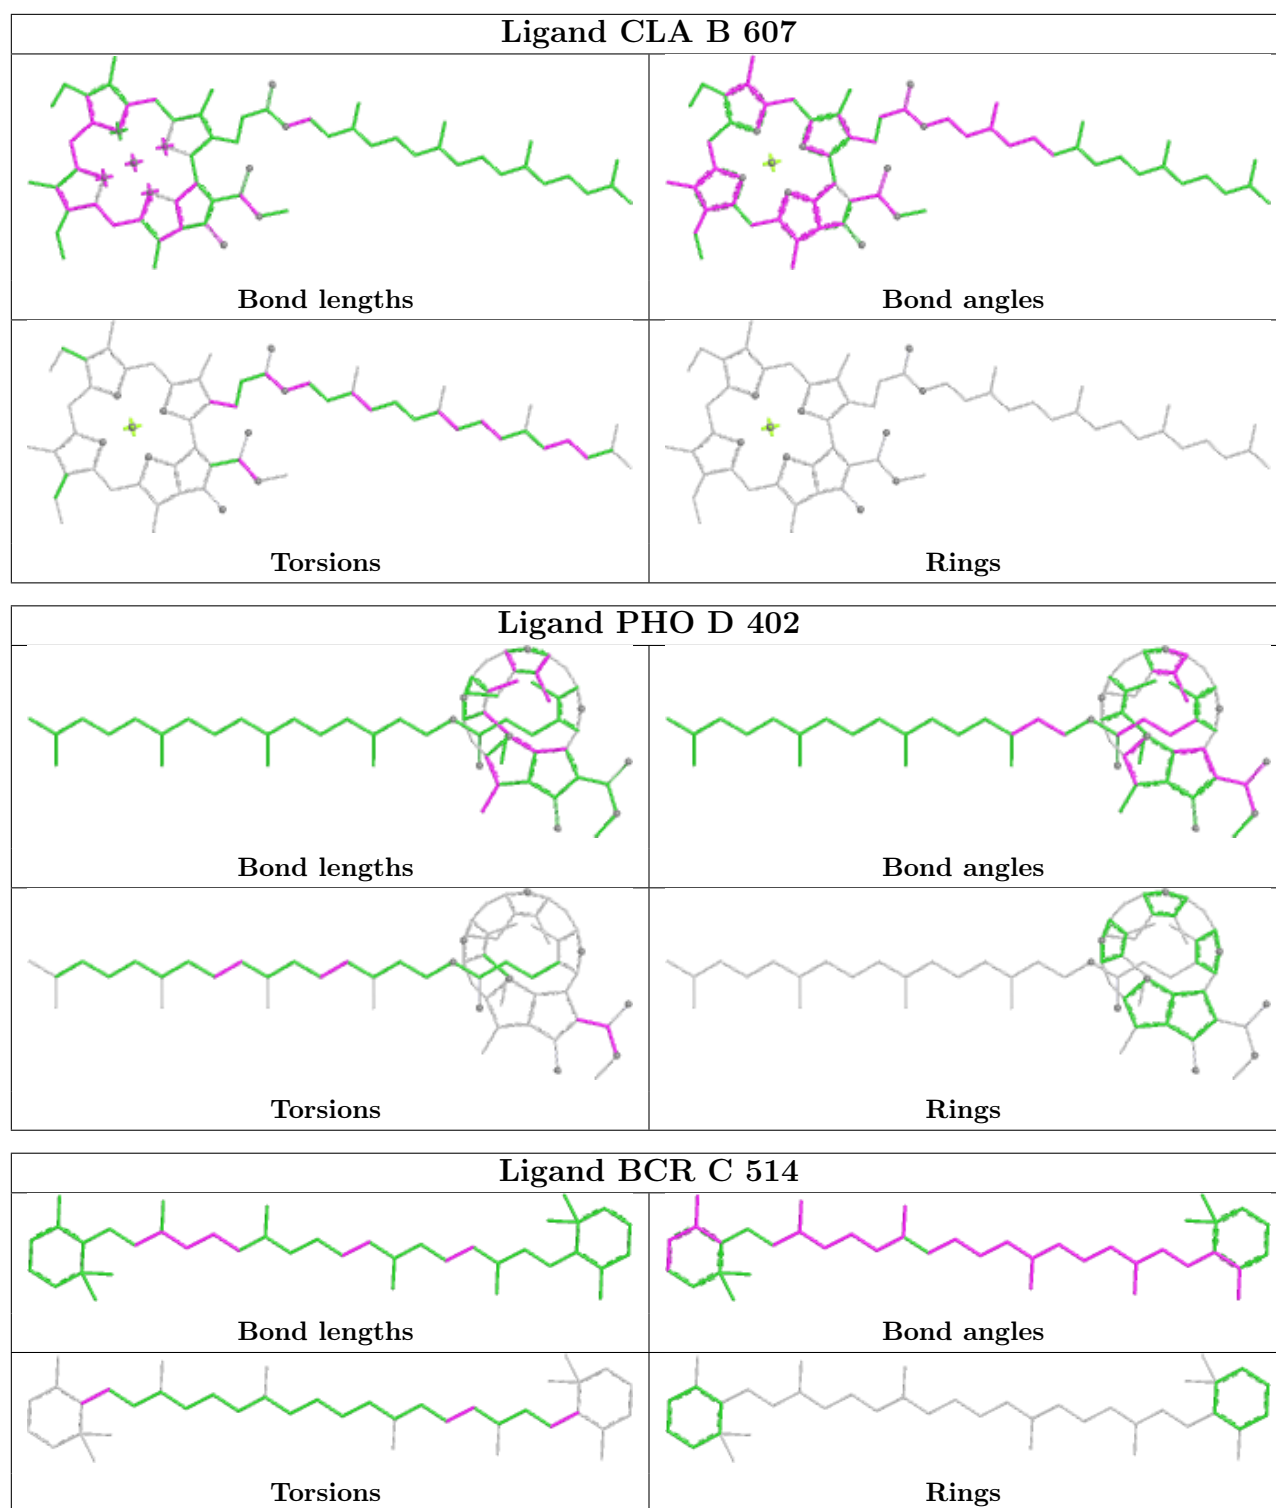 Ligand CLA B 607
Bond lengths
Bond angles
Torsions
Rings
Ligand PHO D 402
Bond lengths
Bond angles
Torsions
Rings
Ligand BCR C 514
Bond lengths
Bond angles
Torsions
Rings